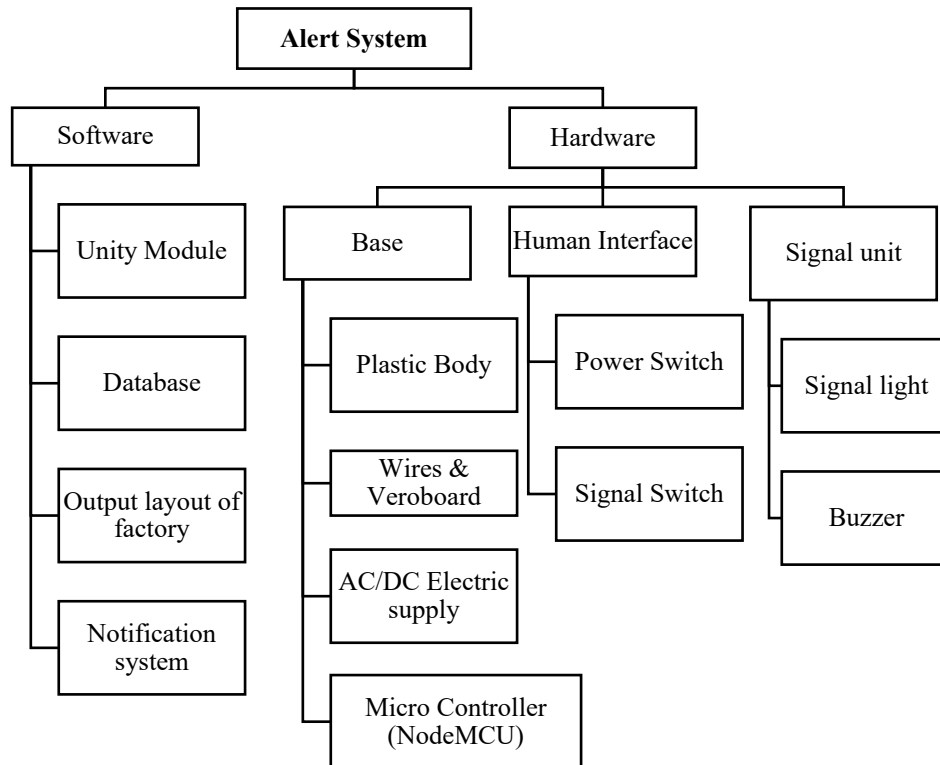 Alert System
Software
Hardware
Unity Module
Database
Output layout of
factory
Notification
system
Base
Plastic Body
Wires &
Veroboard
AC/DC Electric
supply
Micro Controller
(NodeMCU)
Human Interface
Power Switch
Signal Switch
Signal unit
Signal light
Buzzer